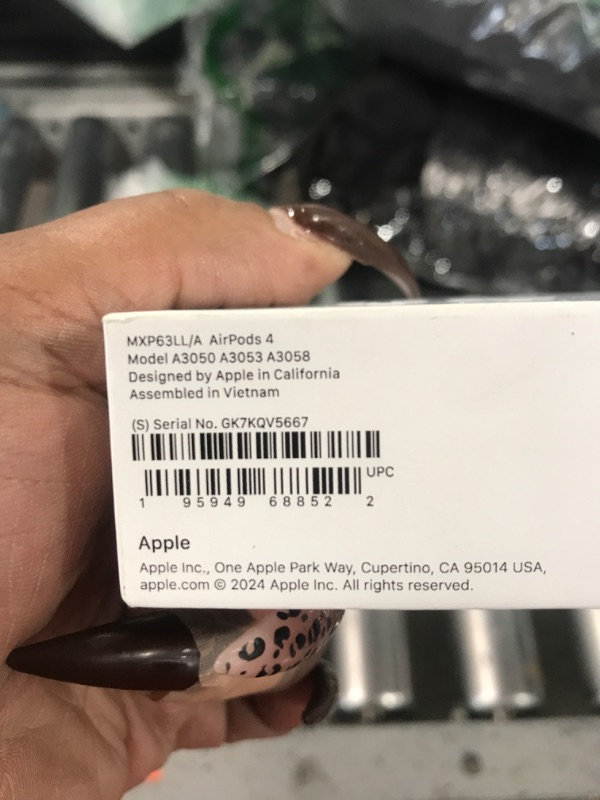 MXP63LL/A AirPods 4
Model A3050 A3053 A3058
Designed by Apple in California
Assembled in Vietnam
(S) Serial No. GK7KQV5667
UPC
1 95949 68852 2
Apple
Apple Inc., One Apple Park Way, Cupertino, CA 95014 USA,
apple.com © 2024 Apple Inc. All rights reserved.